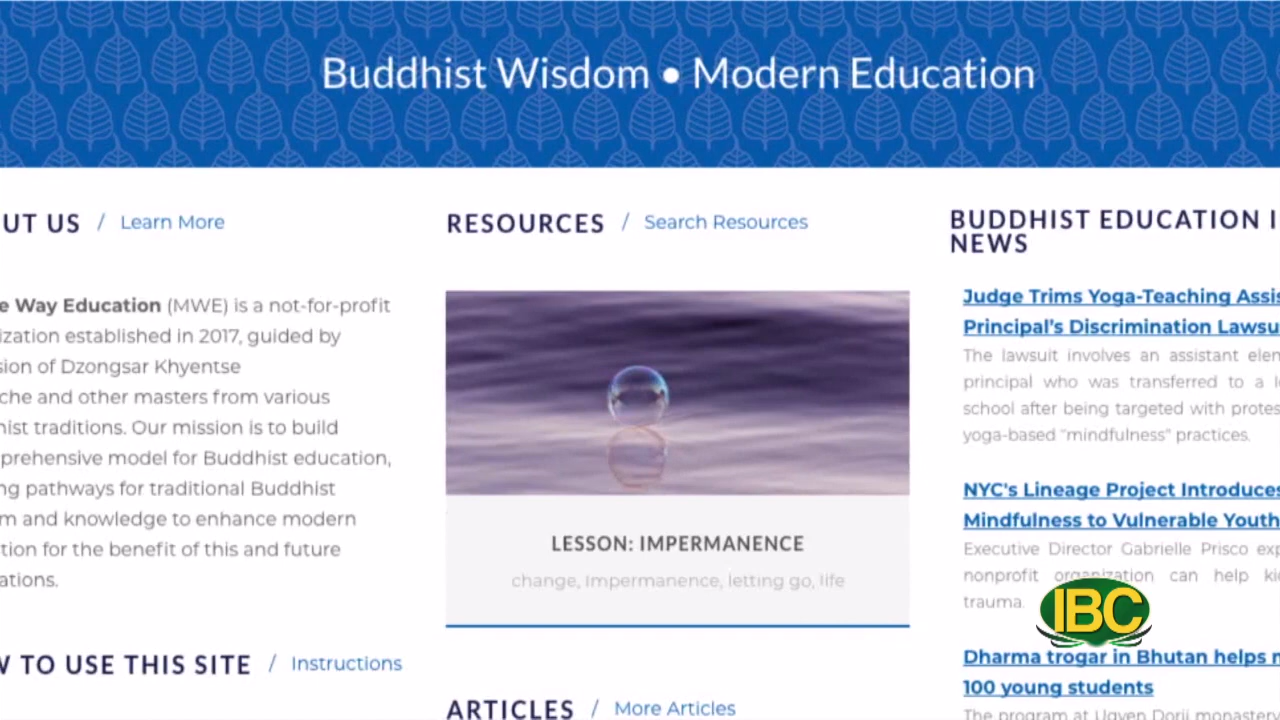 Buddhist Wisdom • Modern Education
UT US / Learn More
e Way Education (MWE) is a not-for-profit
ization established in 2017, guided by
sion of Dzongsar Khyentse
che and other masters from various
hist traditions. Our mission is to build
prehensive model for Buddhist education,
ng pathways for traditional Buddhist
m and knowledge to enhance modern
tion for the benefit of this and future
ations.
W TO USE THIS SITE / Instructions
RESOURCES / Search Resources
LESSON: IMPERMANENCE
change, Impermanence, letting go, life
ARTICLES / More Articles
BUDDHIST EDUCATION I
NEWS
Judge Trims Yoga-Teaching Assis
Principal's Discrimination Lawsu
The lawsuit involves an assistant elen
principal who was transferred to a l
school after being targeted with protes
yoga-based "mindfulness" practices.
NYC's Lineage Project Introduces
Mindfulness to Vulnerable Youth
Executive Director Gabrielle Prisco exp
nonprofit organization can help ki
trauma.
IBC
Dharma trogar in Bhutan helps
100 young students
The program at Ugyen Dorji monastery